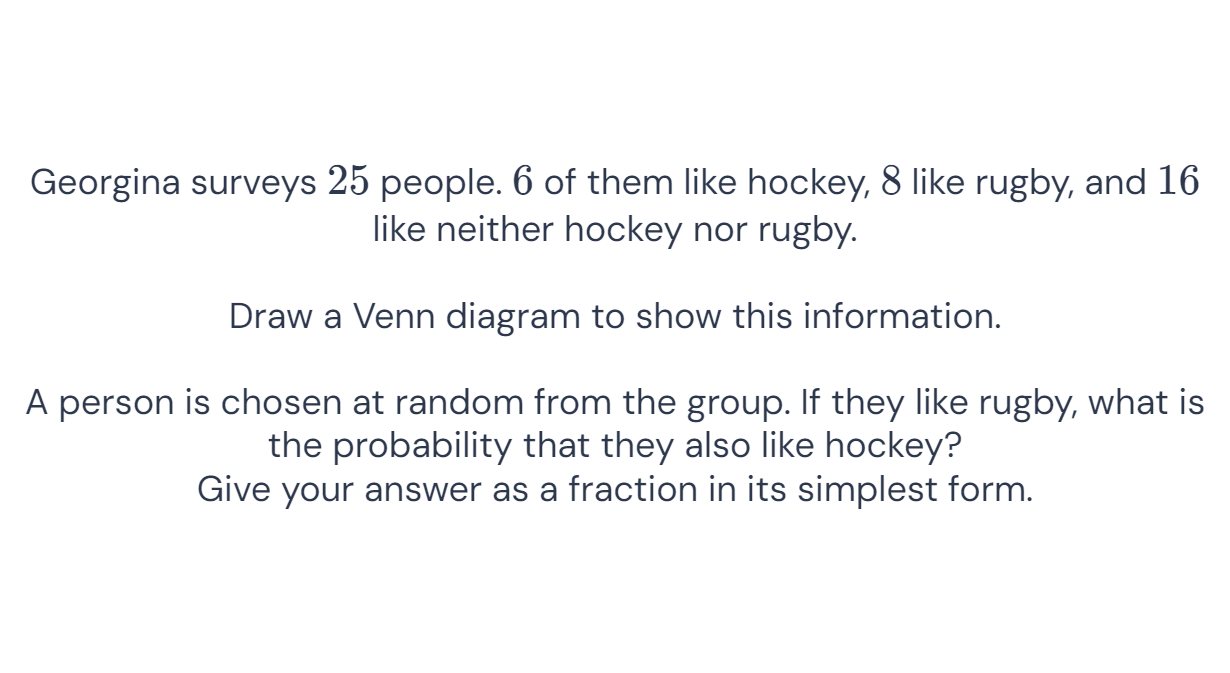 Georgina surveys 25 people. 6 of them like hockey, 8 like rugby, and 16
like neither hockey nor rugby.
Draw a Venn diagram to show this information.
A person is chosen at random from the group. If they like rugby, what is
the probability that they also like hockey?
Give your answer as a fraction in its simplest form.